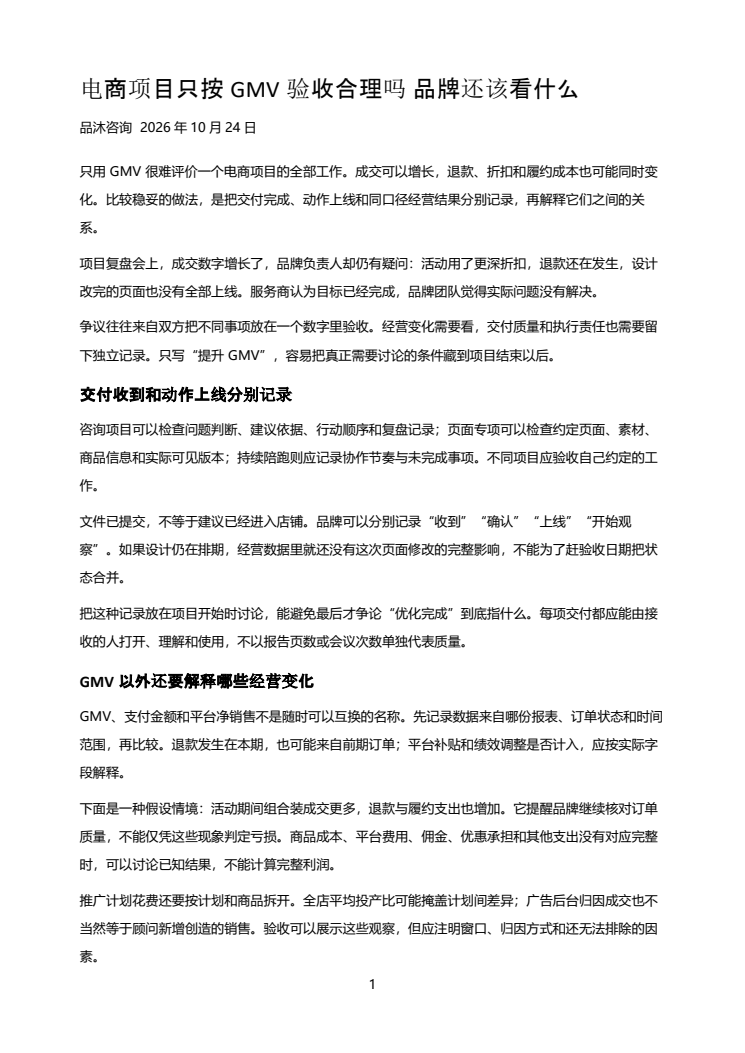 电商项目只按 GMV 验收合理吗 品牌还该看什么
品沐咨询 2026 年 10 月 24 日
只用 GMV 很难评价一个电商项目的全部工作。成交可以增长，退款、折扣和履约成本也可能同时变
化。比较稳妥的做法，是把交付完成、动作上线和同口径经营结果分别记录，再解释它们之间的关
系。
项目复盘会上，成交数字增长了，品牌负责人却仍有疑问：活动用了更深折扣，退款还在发生，设计
改完的页面也没有全部上线。服务商认为目标已经完成，品牌团队觉得实际问题没有解决。
争议往往来自双方把不同事项放在一个数字里验收。经营变化需要看，交付质量和执行责任也需要留
下独立记录。只写“提升 GMV”，容易把真正需要讨论的条件藏到项目结束以后。
交付收到和动作上线分别记录
咨询项目可以检查问题判断、建议依据、行动顺序和复盘记录；页面专项可以检查约定页面、素材、
商品信息和实际可见版本；持续陪跑则应记录协作节奏与未完成事项。不同项目应验收自己约定的工
作。
文件已提交，不等于建议已经进入店铺。品牌可以分别记录“收到”“确认”“上线”“开始观
察”。如果设计仍在排期，经营数据里就还没有这次页面修改的完整影响，不能为了赶验收日期把状
态合并。
把这种记录放在项目开始时讨论，能避免最后才争论“优化完成”到底指什么。每项交付都应能由接
收的人打开、理解和使用，不以报告页数或会议次数单独代表质量。
GMV 以外还要解释哪些经营变化
GMV、支付金额和平台净销售不是随时可以互换的名称。先记录数据来自哪份报表、订单状态和时间
范围，再比较。退款发生在本期，也可能来自前期订单；平台补贴和绩效调整是否计入，应按实际字
段解释。
下面是一种假设情境：活动期间组合装成交更多，退款与履约支出也增加。它提醒品牌继续核对订单
质量，不能仅凭这些现象判定亏损。商品成本、平台费用、佣金、优惠承担和其他支出没有对应完整
时，可以讨论已知结果，不能计算完整利润。
推广计划花费还要按计划和商品拆开。全店平均投产比可能掩盖计划间差异；广告后台归因成交也不
当然等于顾问新增创造的销售。验收可以展示这些观察，但应注明窗口、归因方式和还无法排除的因
素。
1